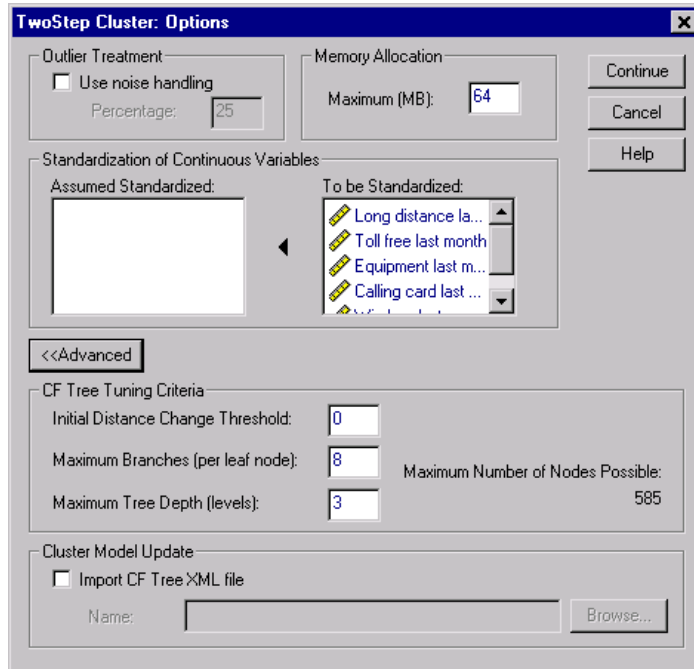 TwoStep Cluster: Options
Outlier Treatment
Use noise handling
Percentage: 25
Memory Allocation
Maximum (MB): 64
Continue
Cancel
Help
Standardization of Continuous Variables
Assumed Standardized:
To be Standardized:
Long distance la...
Toll free last month
Equipment last m...
Calling card last ...
<<Advanced
CF Tree Tuning Criteria
Initial Distance Change Threshold: 0
Maximum Branches (per leaf node): 8
Maximum Tree Depth (levels): 3
Maximum Number of Nodes Possible:
585
Cluster Model Update
Import CF Tree XML file
Name:
Browse...